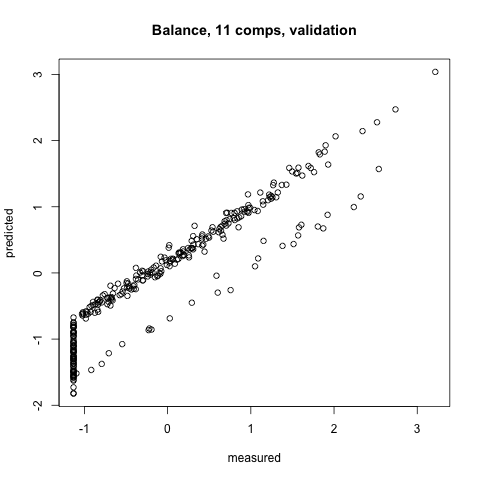 Balance, 11 comps, validation
predicted
3
2
1
0
-1
-2
-1 0 1 2 3
measured